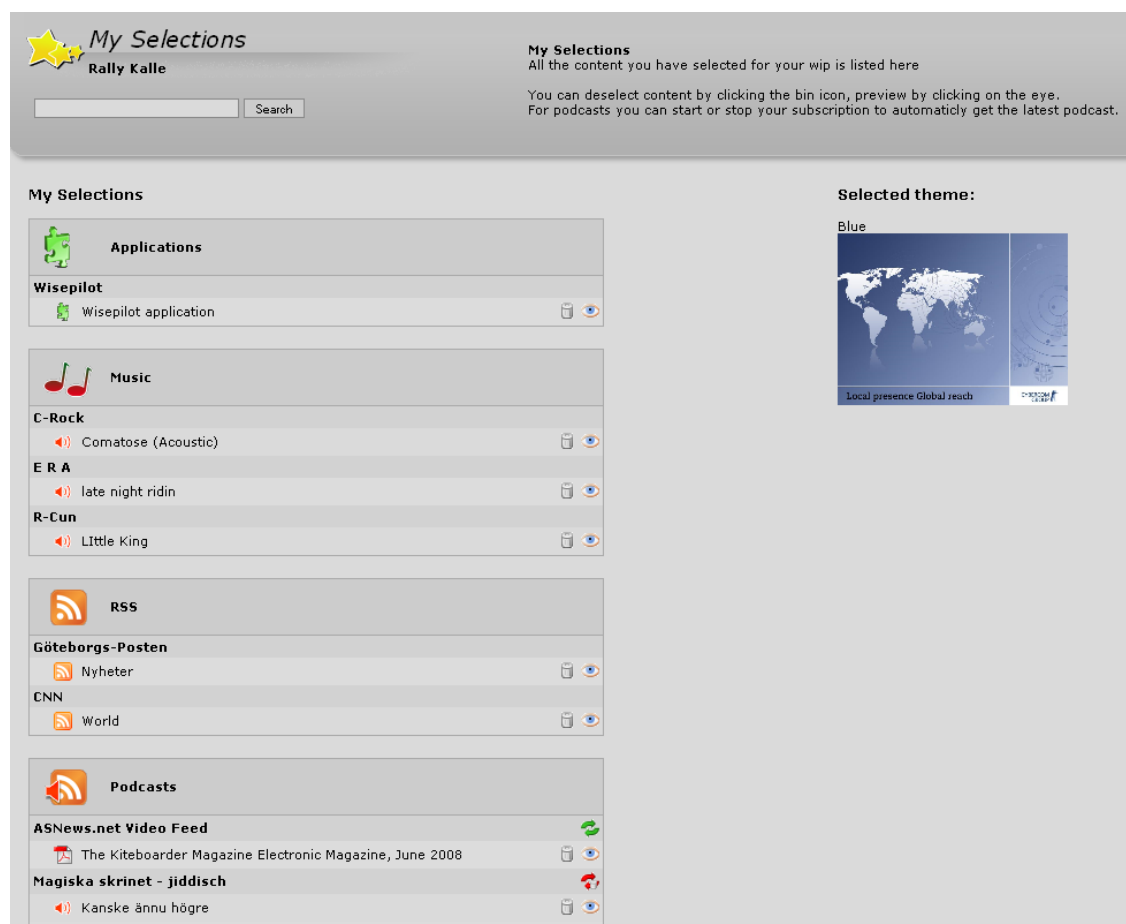 My Selections
Rally Kalle
Search
My Selections
All the content you have selected for your wip is listed here
You can deselect content by clicking the bin icon, preview by clicking on the eye.
For podcasts you can start or stop your subscription to automaticly get the latest podcast.
My Selections
Applications
Wisepilot
Wisepilot application
Music
C-Rock
Comatose (Acoustic)
E R A
late night ridin
R-Cun
LIttle King
RSS
Göteborgs-Posten
Nyheter
CNN
World
Podcasts
ASNews.net Video Feed
The Kiteboarder Magazine Electronic Magazine, June 2008
Magiska skrinet - jiddisch
Kanske ännu högre
Selected theme:
Blue
Local presence Global reach
CYBERCOM
GROUP